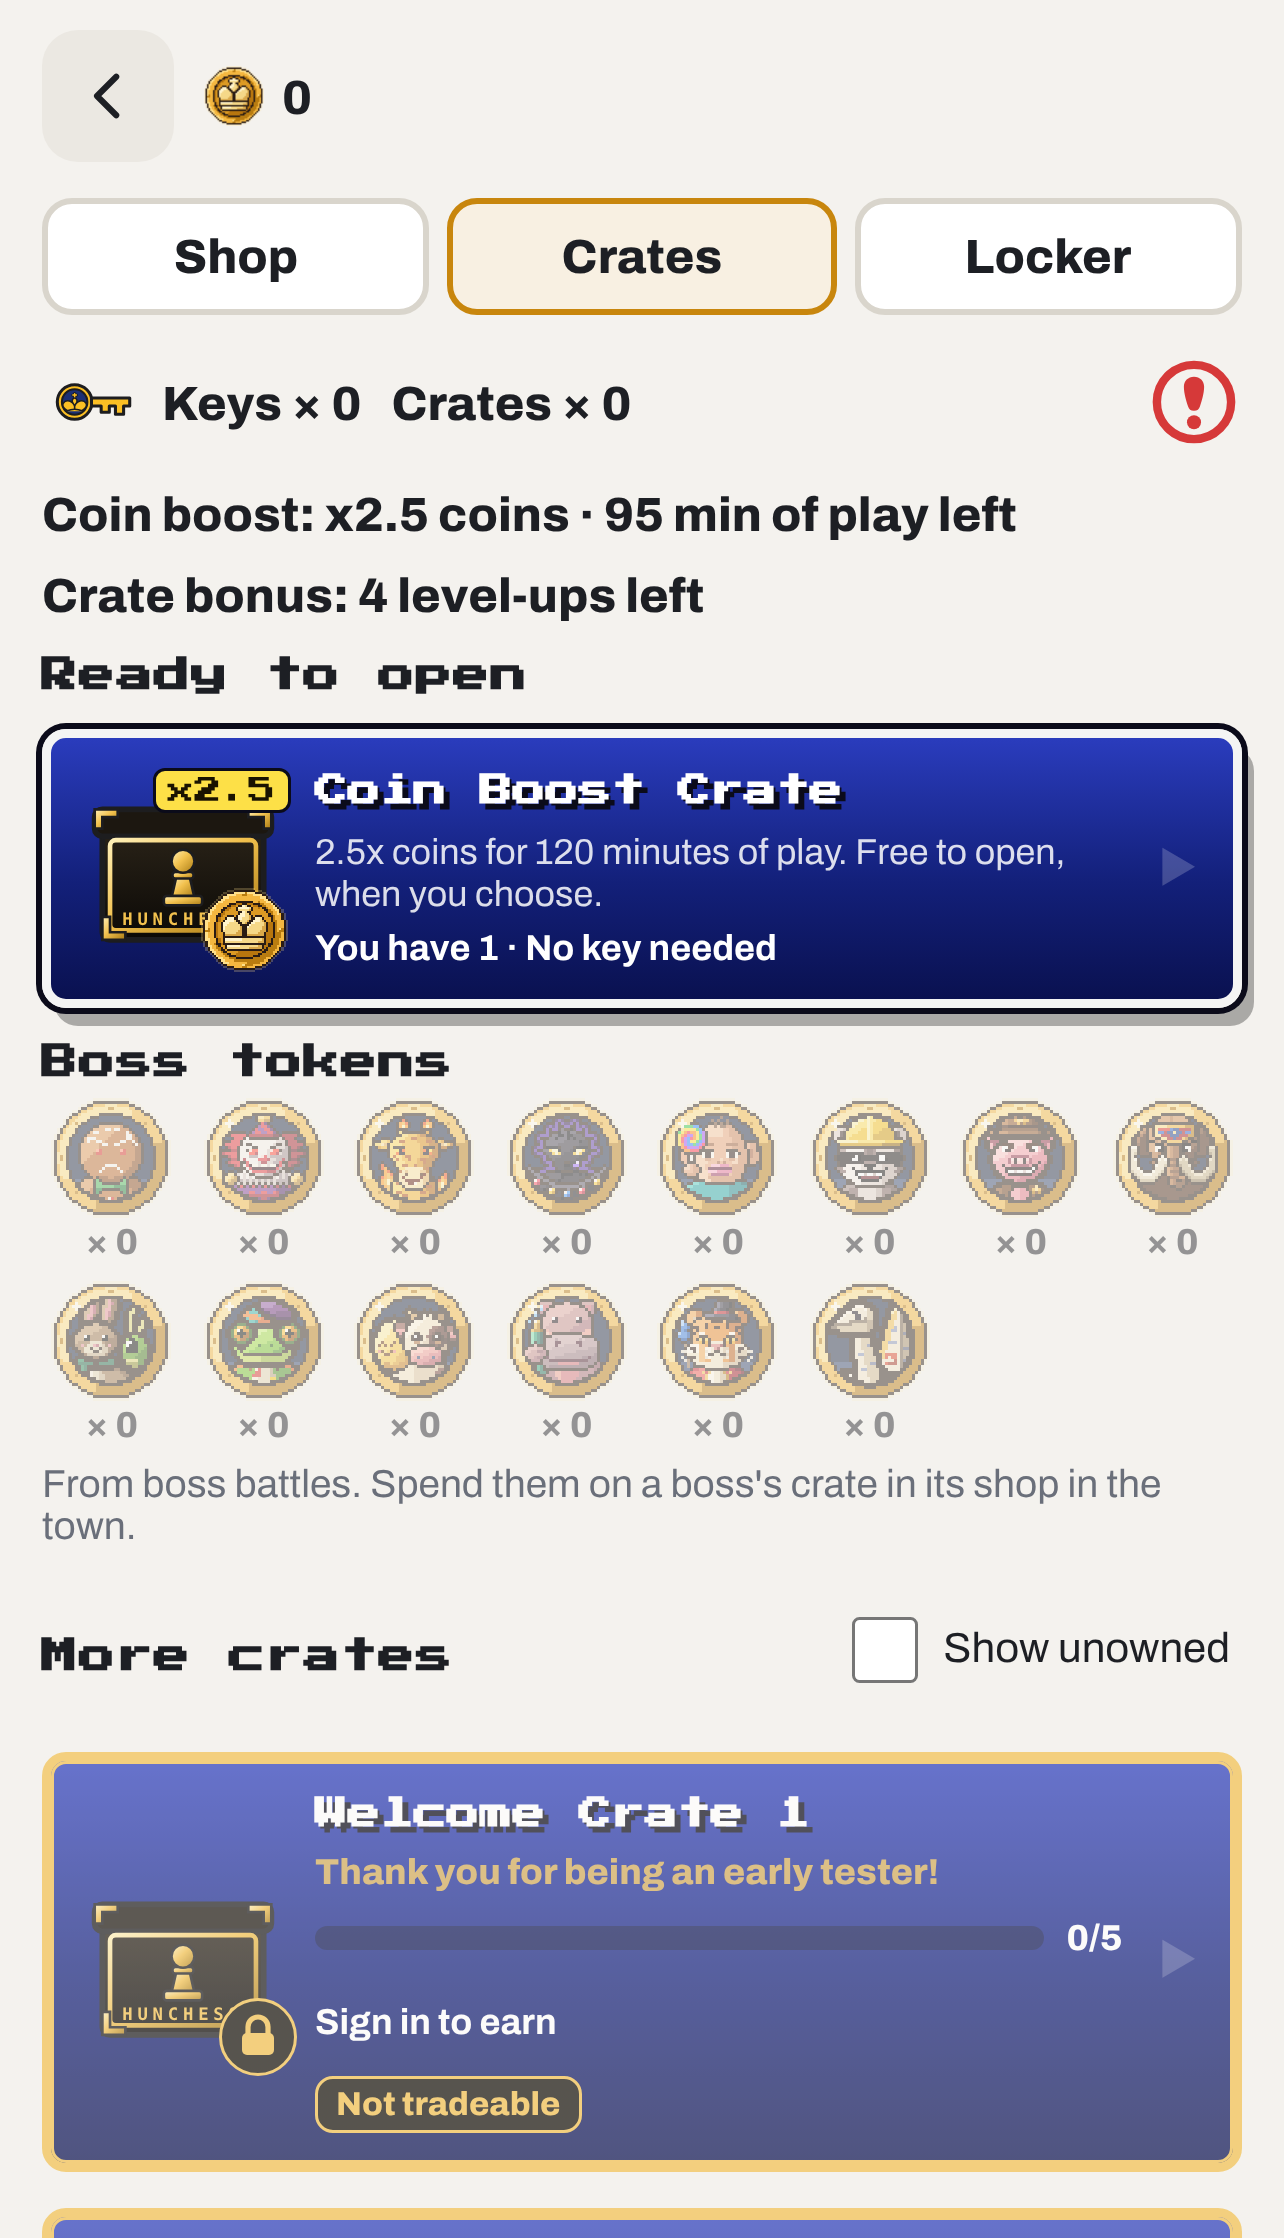 0
Shop
Crates
Locker
Keys × 0 Crates × 0
Coin boost: x2.5 coins · 95 min of play left
Crate bonus: 4 level-ups left
Ready to open
x2.5
Coin Boost Crate
2.5x coins for 120 minutes of play. Free to open,
when you choose.
You have 1 · No key needed
Boss tokens
× 0 × 0 × 0 × 0 × 0 × 0 × 0 × 0
× 0 × 0 × 0 × 0 × 0 × 0
From boss battles. Spend them on a boss's crate in its shop in the
town.
More crates
Show unowned
Welcome Crate 1
Thank you for being an early tester!
0/5
Sign in to earn
Not tradeable